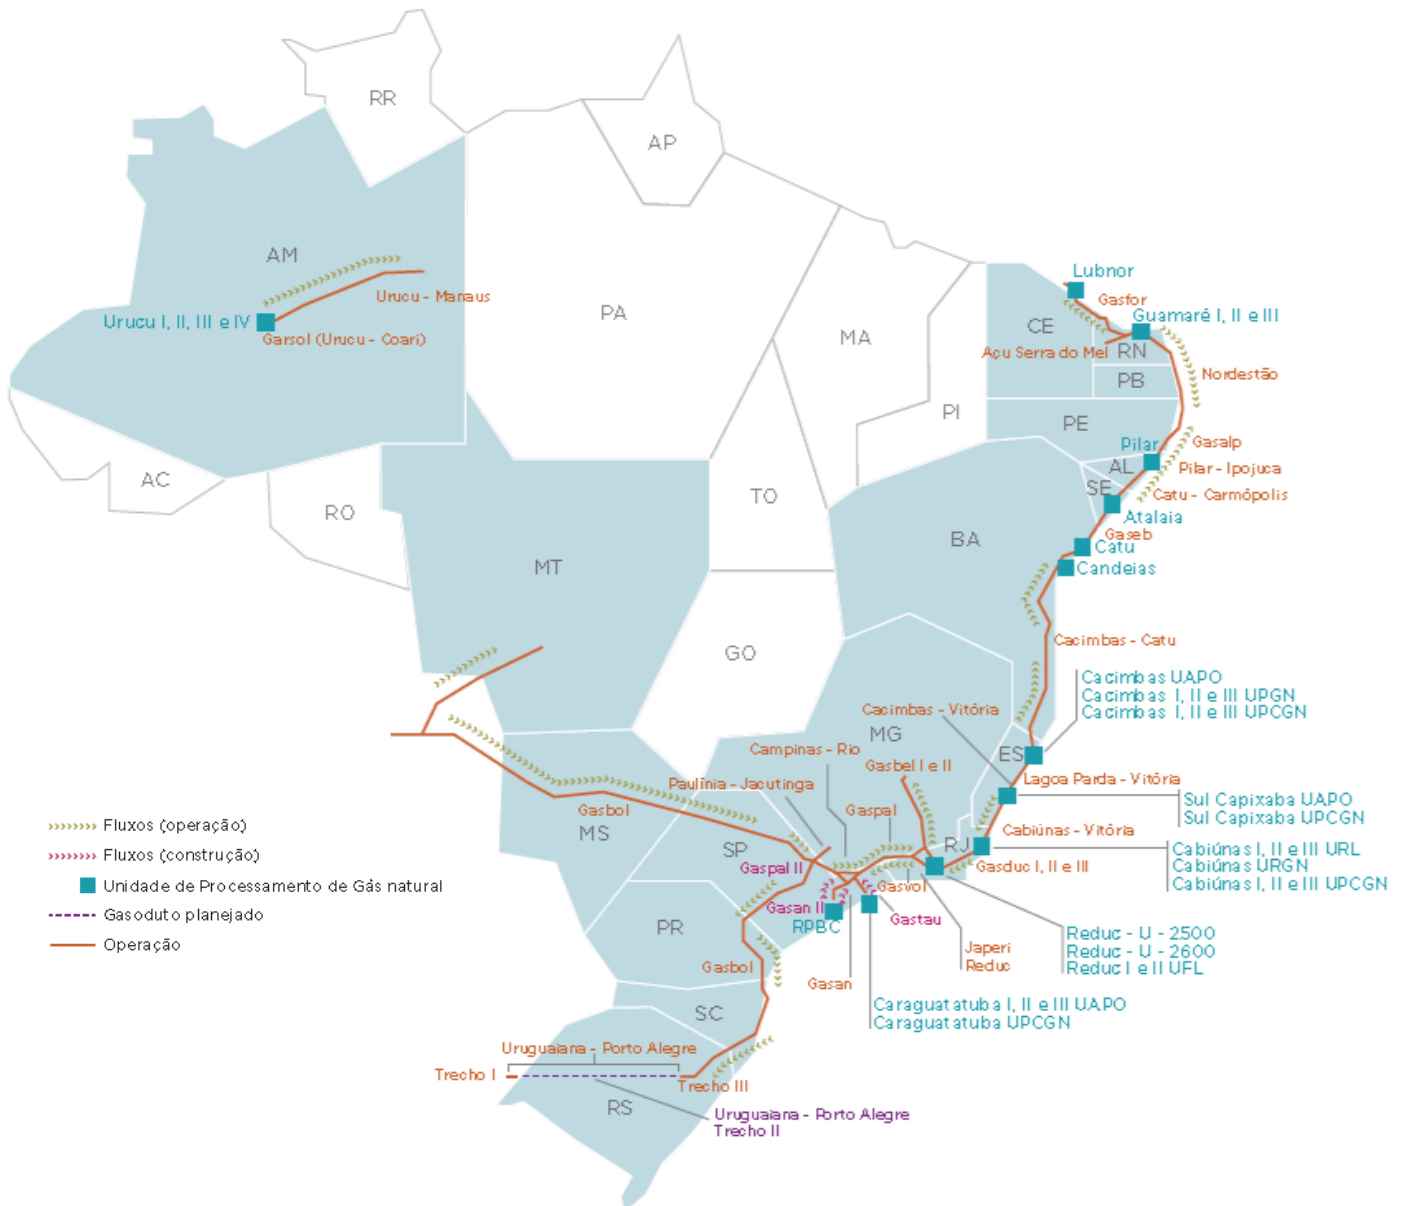 RR
AP
AM
Urucu - Manaus
Urucu I, II, III e IV
Garsol (Urucu - Coari)
PA
MA
PI
CE
Lubnor
Gasfor
Guamaré I, II e III
Açu Serra do Mel
RN
Nordestão
PB
PE
Pilar
Gasalp
AL
Pilar - Ipojuca
SE
Catu - Carmópolis
Atalaia
Gaseb
Catu
Candeias
AC
RO
TO
BA
MT
GO
Cacimbas - Catu
Cacimbas UAPO
Cacimbas I, II e III UPGN
Cacimbas I, II e III UPCGN
Cacimbas - Vitória
MG
ES
Campinas - Rio
Gasbel I e II
Paulínia - Jacutinga
Lagoa Parda - Vitória
Gasbol
Gaspal
Sul Capixaba UAPO
Sul Capixaba UPCGN
MS
Cabiúnas - Vitória
RJ
SP
Gaspal II
Gasduc I, II e III
Cabiúnas I, II e III URL
Cabiúnas URGN
Cabiúnas I, II e III UPCGN
Gasvol
Gasan II
Gastau
RPBC
PR
Reduc - U - 2500
Reduc - U - 2600
Reduc I e II UFL
Japeri
Reduc
Gasbol
Gasan
Caraguatatuba I, II e III UAPO
Caraguatatuba UPCGN
SC
Uruguaiana - Porto Alegre
Trecho I
Trecho III
RS
Uruguaiana - Porto Alegre
Trecho II
Fluxos (operação)
Fluxos (construção)
Unidade de Processamento de Gás natural
Gasoduto planejado
Operação